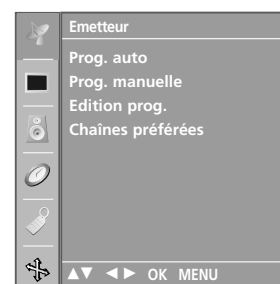 Emetteur
Prog. auto
Prog. manuelle
Edition prog.
Chaînes préférées
▲▼ ◄► OK MENU